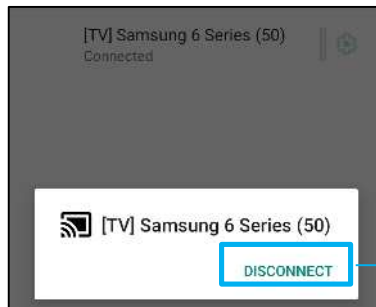 [TV] Samsung 6 Series (50)
Connected
[TV] Samsung 6 Series (50)
DISCONNECT